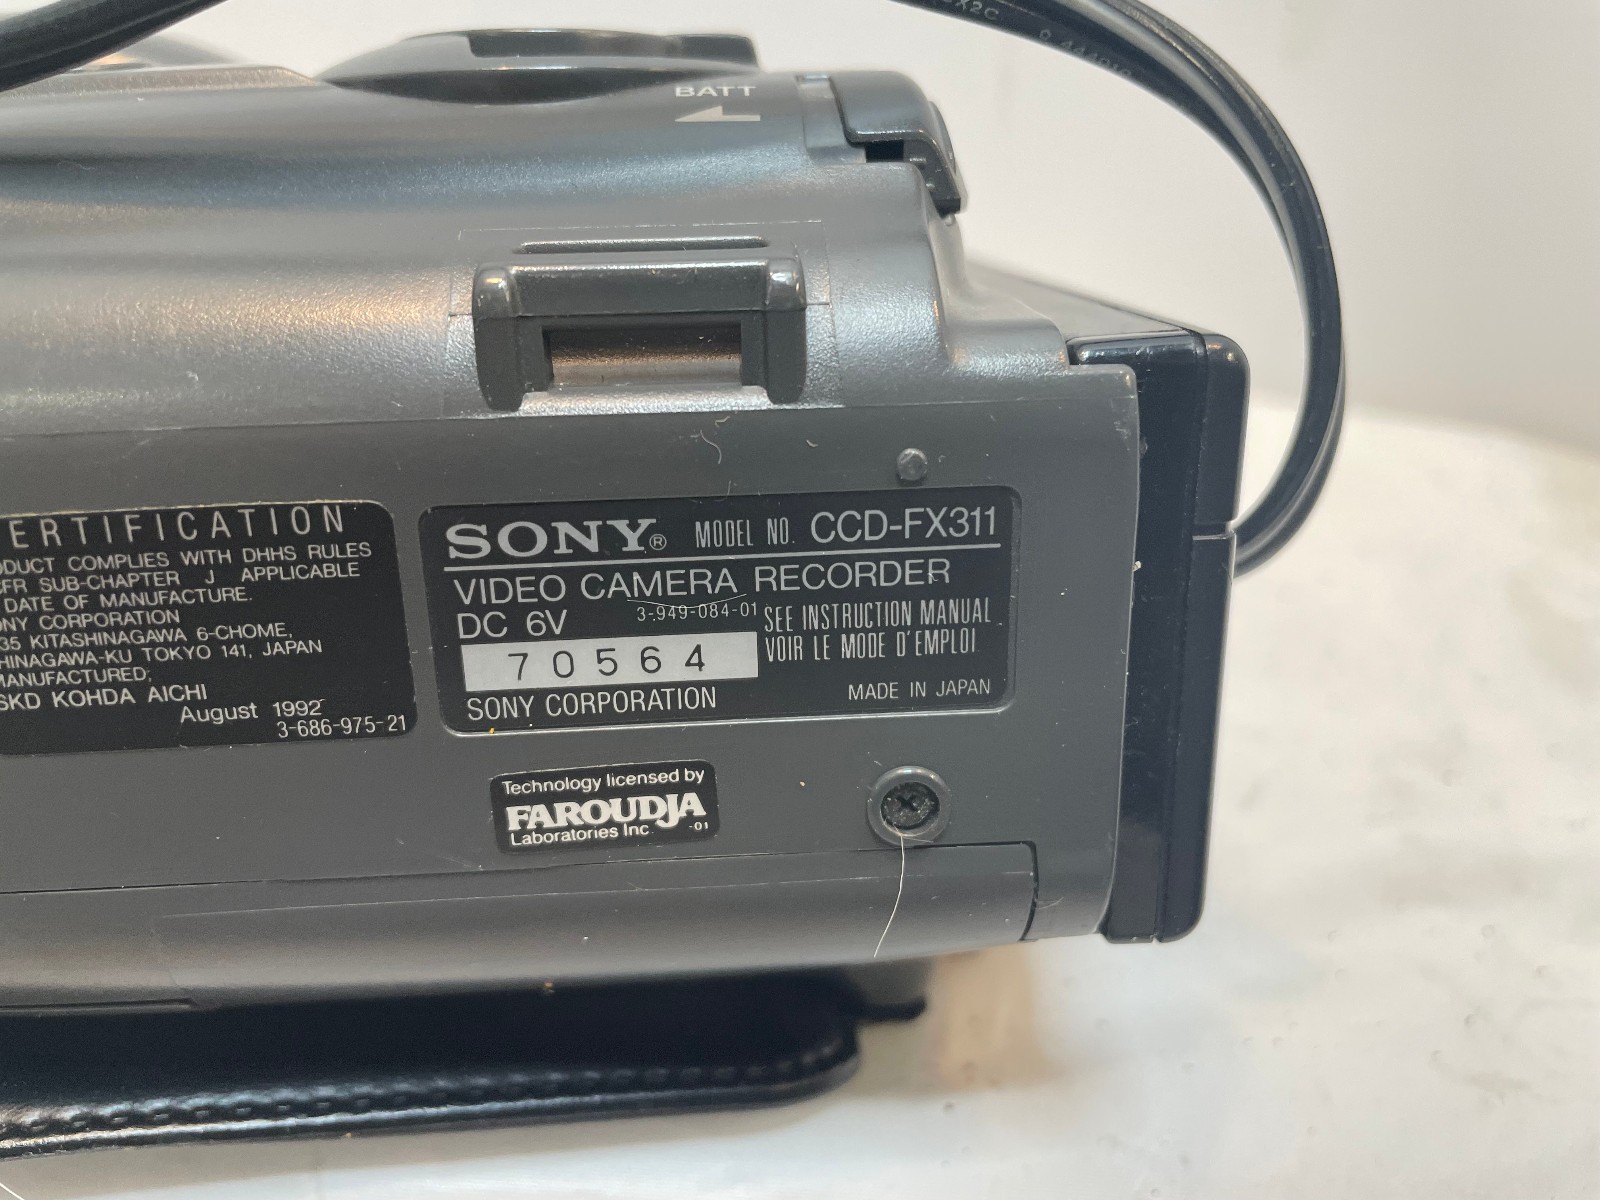 BATT
ERTIFICATION
ODUCT COMPLIES WITH DHHS RULES
CFR SUB-CHAPTER J APPLICABLE
DATE OF MANUFACTURE.
ONY CORPORATION
35 KITASHINAGAWA 6-CHOME,
HINAGAWA-KU TOKYO 141, JAPAN
MANUFACTURED;
SKD KOHDA AICHI
August 1992
3-686-975-21
SONY® MODEL NO. CCD-FX311
VIDEO CAMERA RECORDER
DC 6V 3-949-084-01 SEE INSTRUCTION MANUAL
VOIR LE MODE D'EMPLOI
70564
SONY CORPORATION MADE IN JAPAN
Technology licensed by
FAROUDJA
Laboratories Inc -01